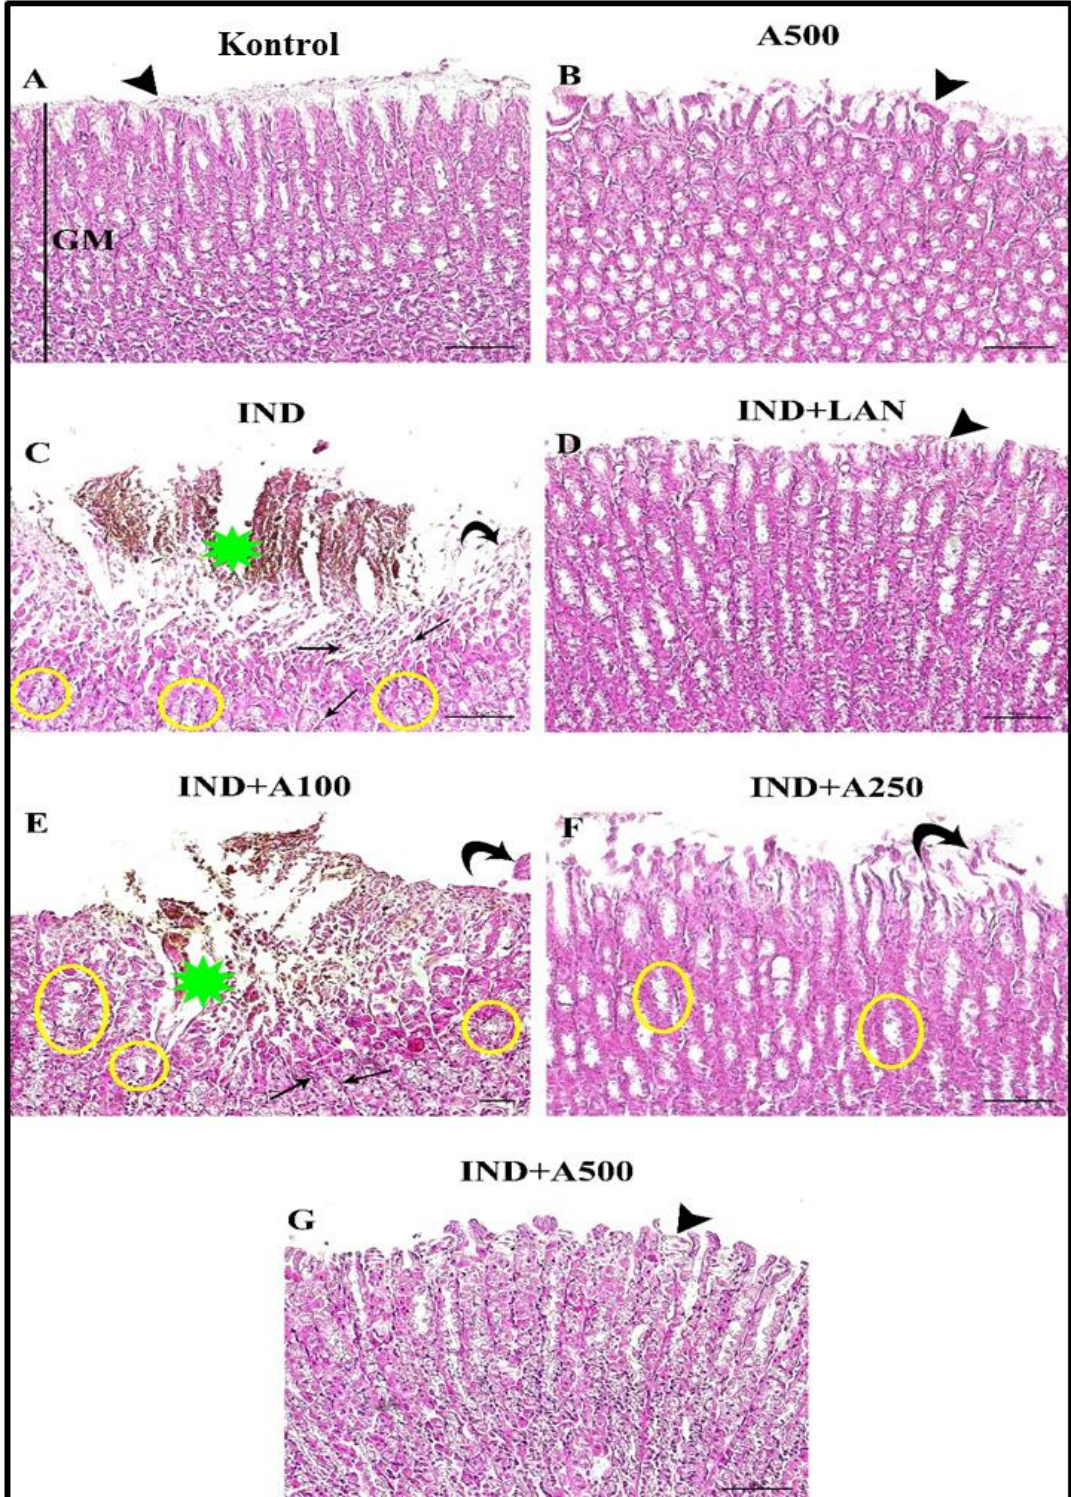 Kontrol
A500
A
B
GM
IND
IND+LAN
C
D
IND+A100
IND+A250
E
F
IND+A500
G